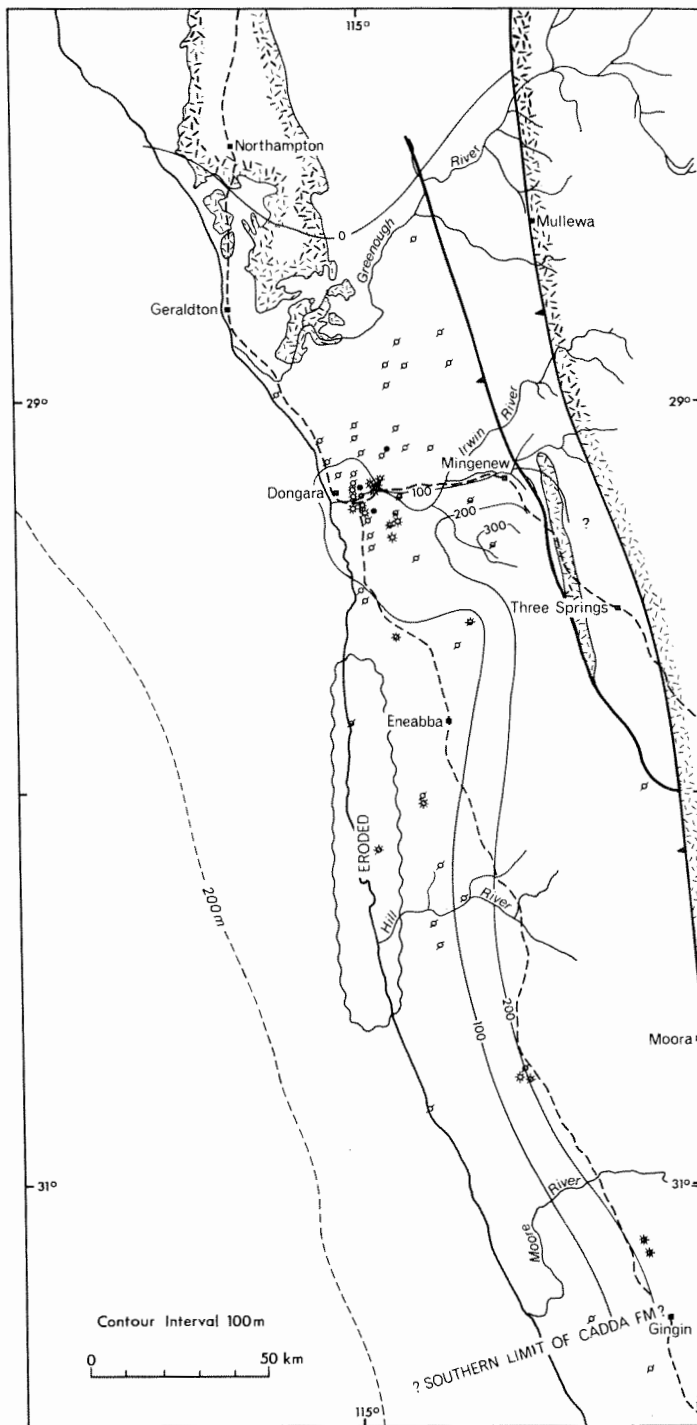 115°
Northampton
River
Mullewa
0
Greenough
Geraldton
29°
29°
Irwin
River
Mingenew
Dongara
100
200
300
?
Three Springs
Eneabba
ERODED
200m
Hill
River
100
200
Moora
31°
River
31°
Moore
Contour Interval 100m
0
50 km
? SOUTHERN LIMIT OF CADDA FM ?
Gingin
115°